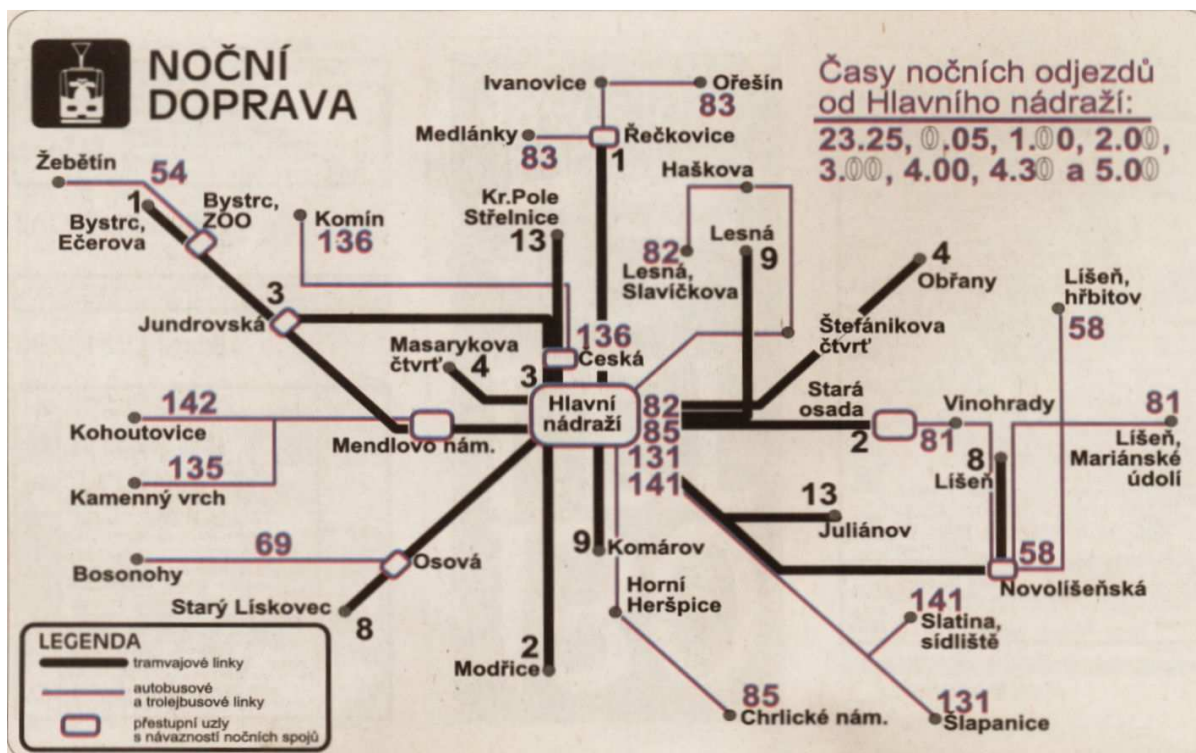 NOČNÍ
DOPRAVA
Časy nočních odjezdů
od Hlavního nádraží:
23.25, 0.05, 1.00, 2.00,
3.00, 4.00, 4.30 a 5.00
Ivanovice
Ořešín
83
Medlánky
83
Řečkovice
1
Žebětín
54
1
Bystrc,
Ečerova
Bystrc,
ZOO
Komín
136
Kr.Pole
Střelnice
13
Haškova
82
Lesná,
Slavíčkova
Lesná
9
4
Obřany
Štefánikova
čtvrť
Líšeň,
hřbitov
58
3
Jundrovská
Masarykova
čtvrť
4
136
Česká
3
Hlavní
nádraží
82
85
131
141
Stará
osada
2
81
Vinohrady
81
Líšeň,
Mariánské
údolí
8
Líšeň
142
Kohoutovice
Mendlovo nám.
135
Kamenný vrch
13
Juliánov
69
Bosonohy
Osová
9
Komárov
58
Novolíšeňská
Starý Lískovec
8
Horní
Heršpice
141
Slatina,
sídliště
2
Modřice
85
Chrlické nám.
131
Šlapanice
LEGENDA
tramvajové linky
autobusové
a trolejbusové linky
přestupní uzly
s návazností nočních spojů